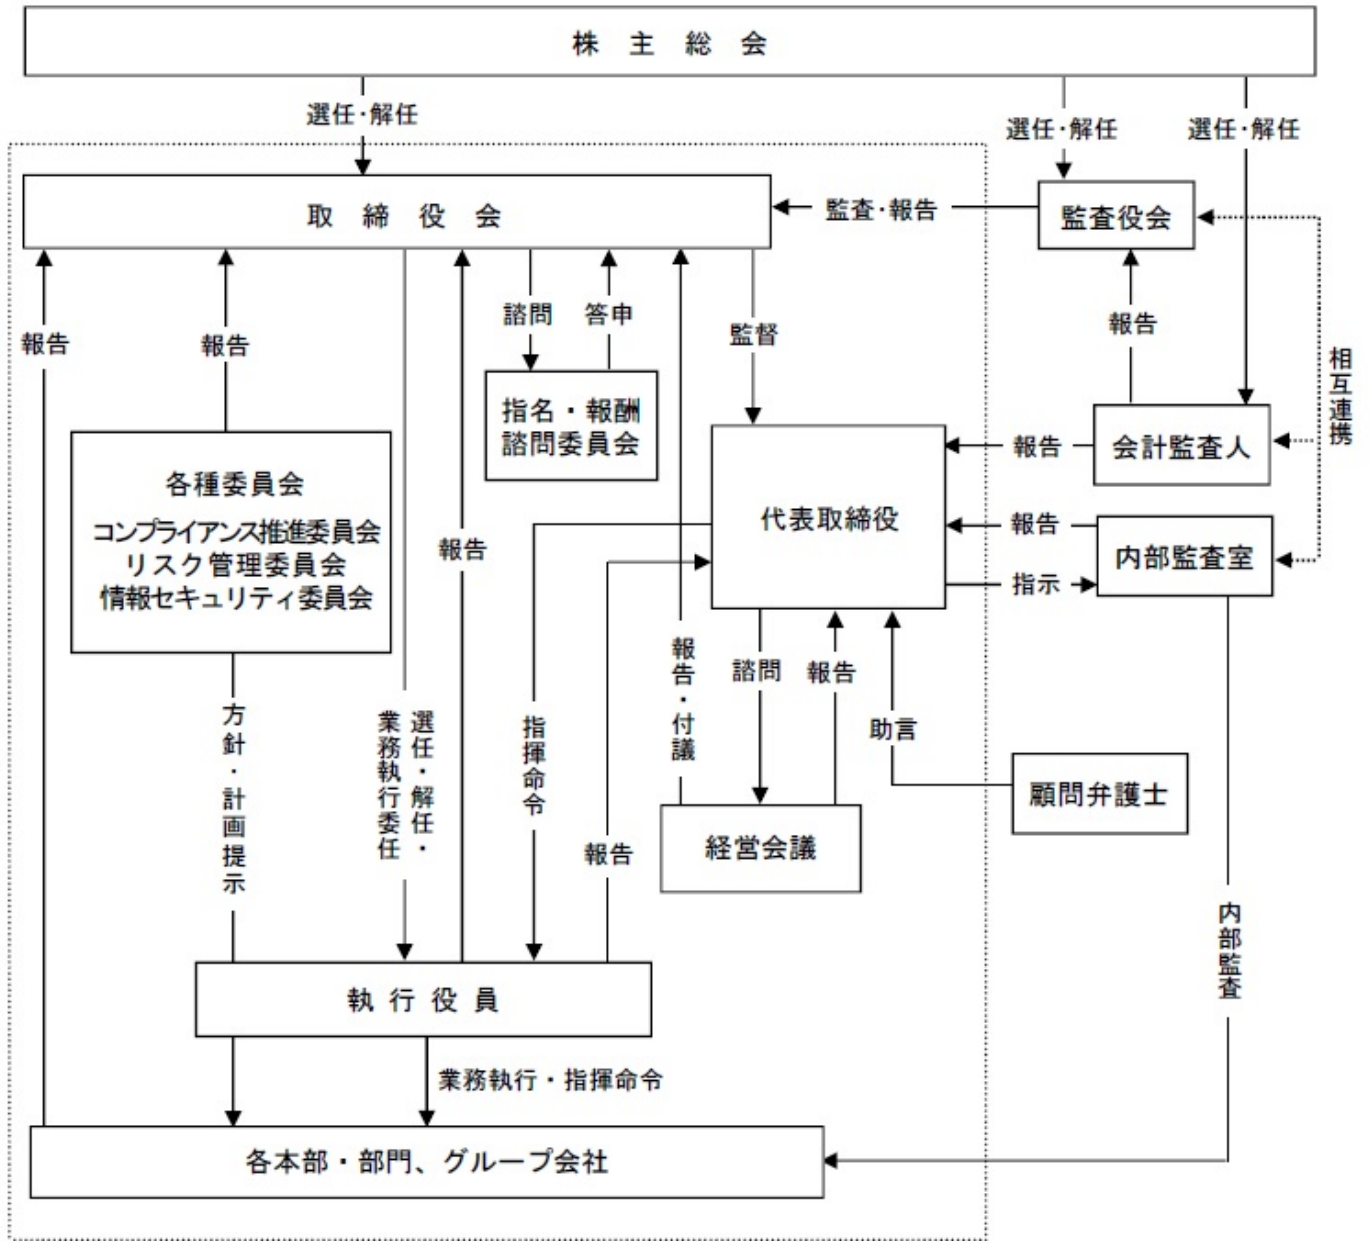 株主総会
選任・解任
選任・解任
選任・解任
取締役会
監査・報告
監査役会
報告
報告
諮問
答申
監督
報告
相互連携
指名・報酬
諮問委員会
各種委員会
コンプライアンス推進委員会
リスク管理委員会
情報セキュリティ委員会
報告
代表取締役
報告
会計監査人
報告
内部監査室
指示
方針・計画提示
選任・解任・
業務執行委任
指揮命令
報告
報告・付議
諮問
報告
助言
顧問弁護士
経営会議
内部監査
執行役員
業務執行・指揮命令
各本部・部門、グループ会社